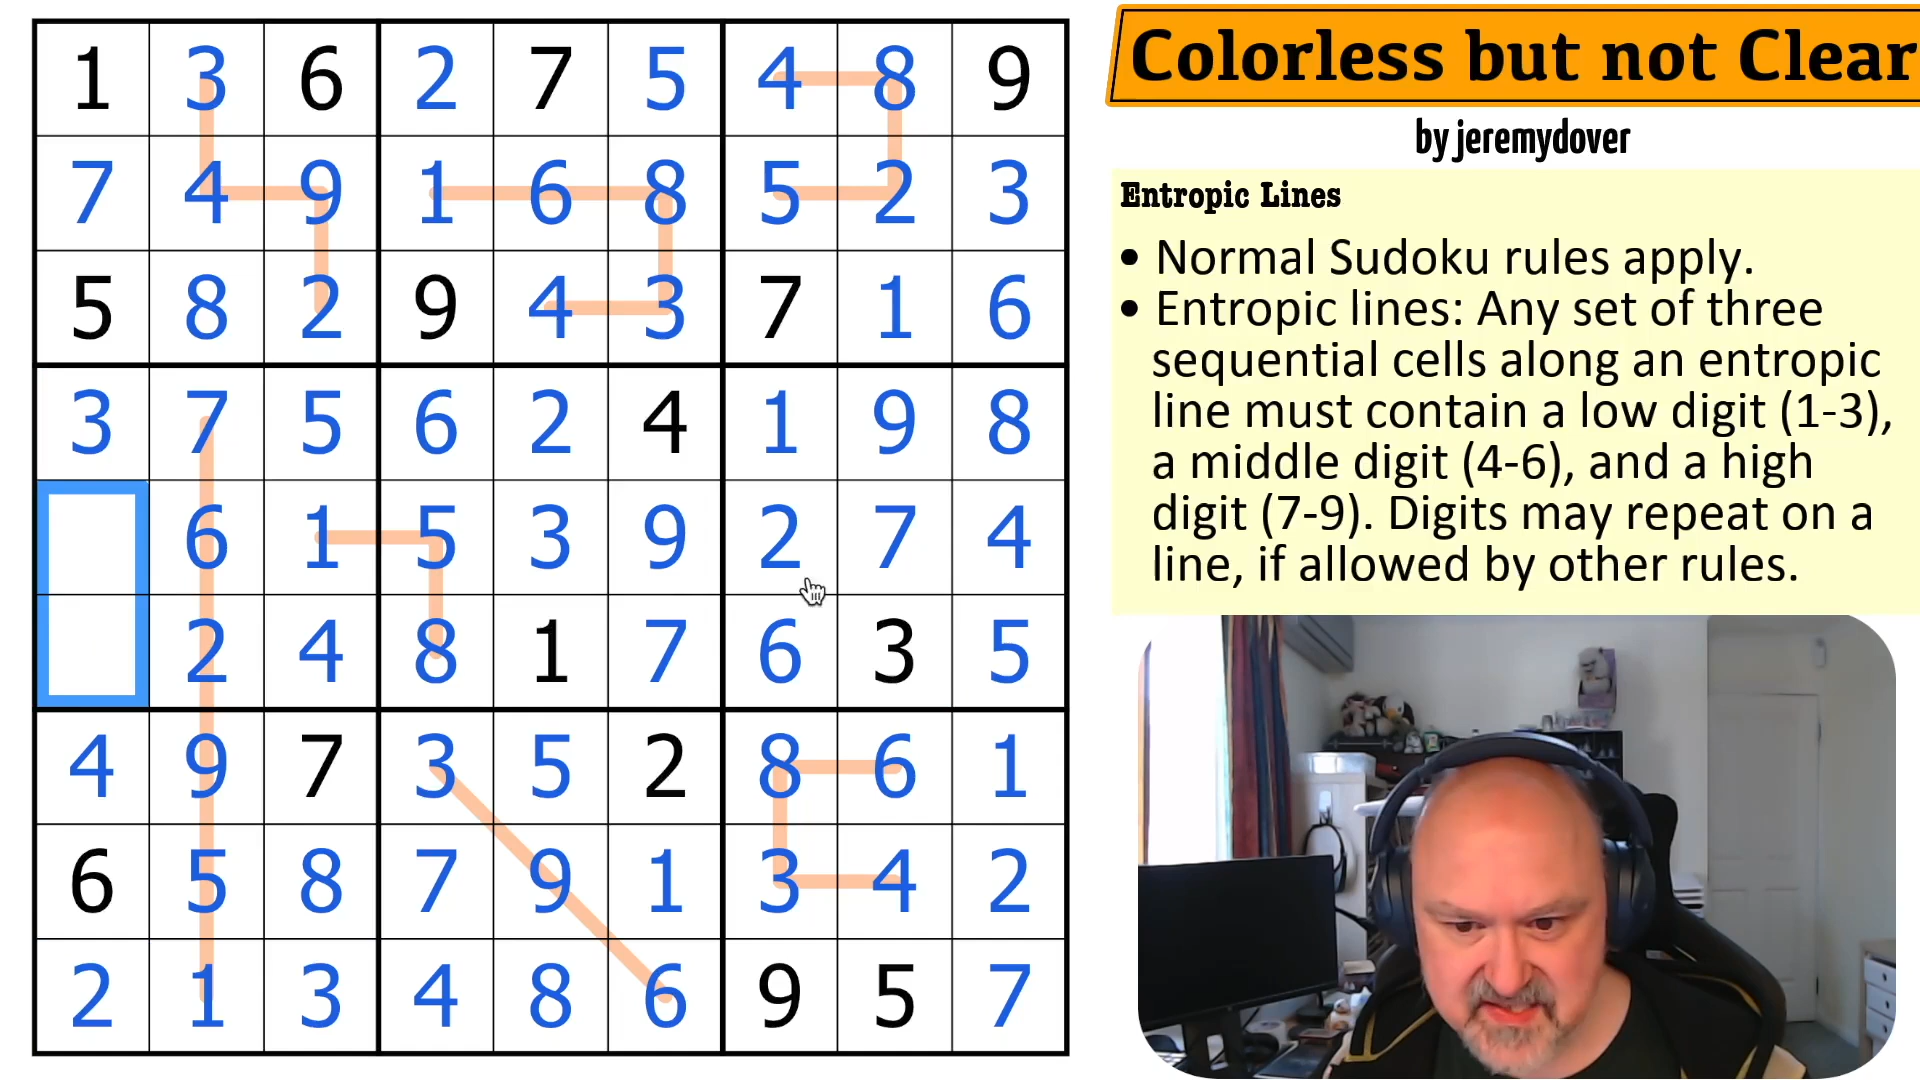 1 3 6 2 7 5 4 8 9
7 4 9 1 6 8 5 2 3
5 8 2 9 4 3 7 1 6
3 7 5 6 2 4 1 9 8
6 1 5 3 9 2 7 4
2 4 8 1 7 6 3 5
4 9 7 3 5 2 8 6 1
6 5 8 7 9 1 3 4 2
2 1 3 4 8 6 9 5 7
Colorless but not Clear
by jeremydover
Entropic Lines
• Normal Sudoku rules apply.
• Entropic lines: Any set of three
sequential cells along an entropic
line must contain a low digit (1-3),
a middle digit (4-6), and a high
digit (7-9). Digits may repeat on a
line, if allowed by other rules.